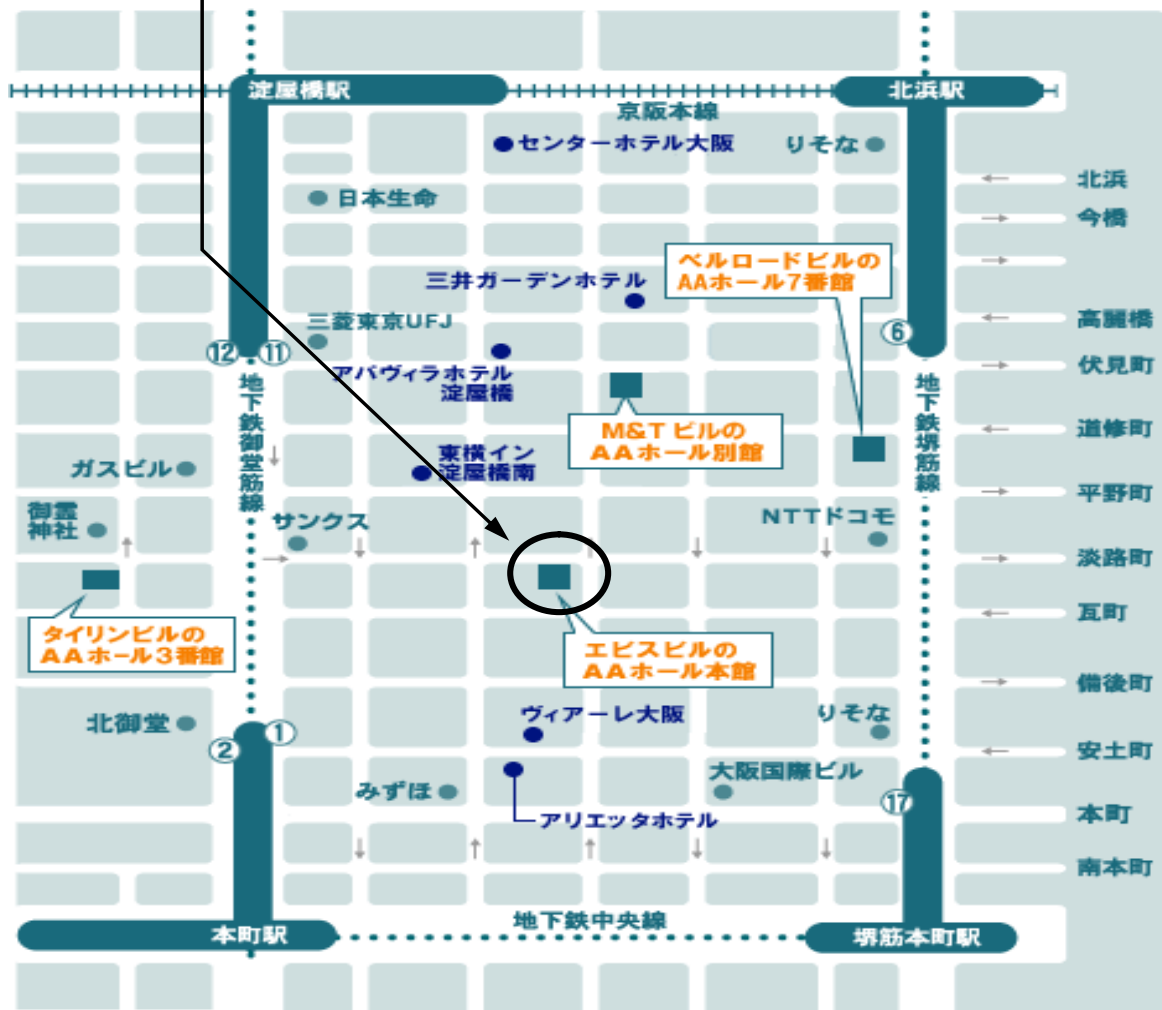 淀屋橋駅
北浜駅
京阪本線
センターホテル大阪
りそな
北浜
日本生命
今橋
ベルロードビルの
AAホール7番館
三井ガーデンホテル
三菱東京UFJ
高麗橋
⑥
⑫
⑪
伏見町
アパヴィラホテル
淀屋橋
地下鉄御堂筋線
地下鉄堺筋線
M&Tビルの
AAホール別館
道修町
東横イン
淀屋橋南
ガスビル
平野町
御霊
神社
サンクス
NTTドコモ
淡路町
瓦町
タイリンビルの
AAホール3番館
エビスビルの
AAホール本館
備後町
北御堂
①
②
ヴィアーレ大阪
りそな
安土町
みずほ
大阪国際ビル
⑰
アリエッタホテル
本町
南本町
地下鉄中央線
本町駅
堺筋本町駅